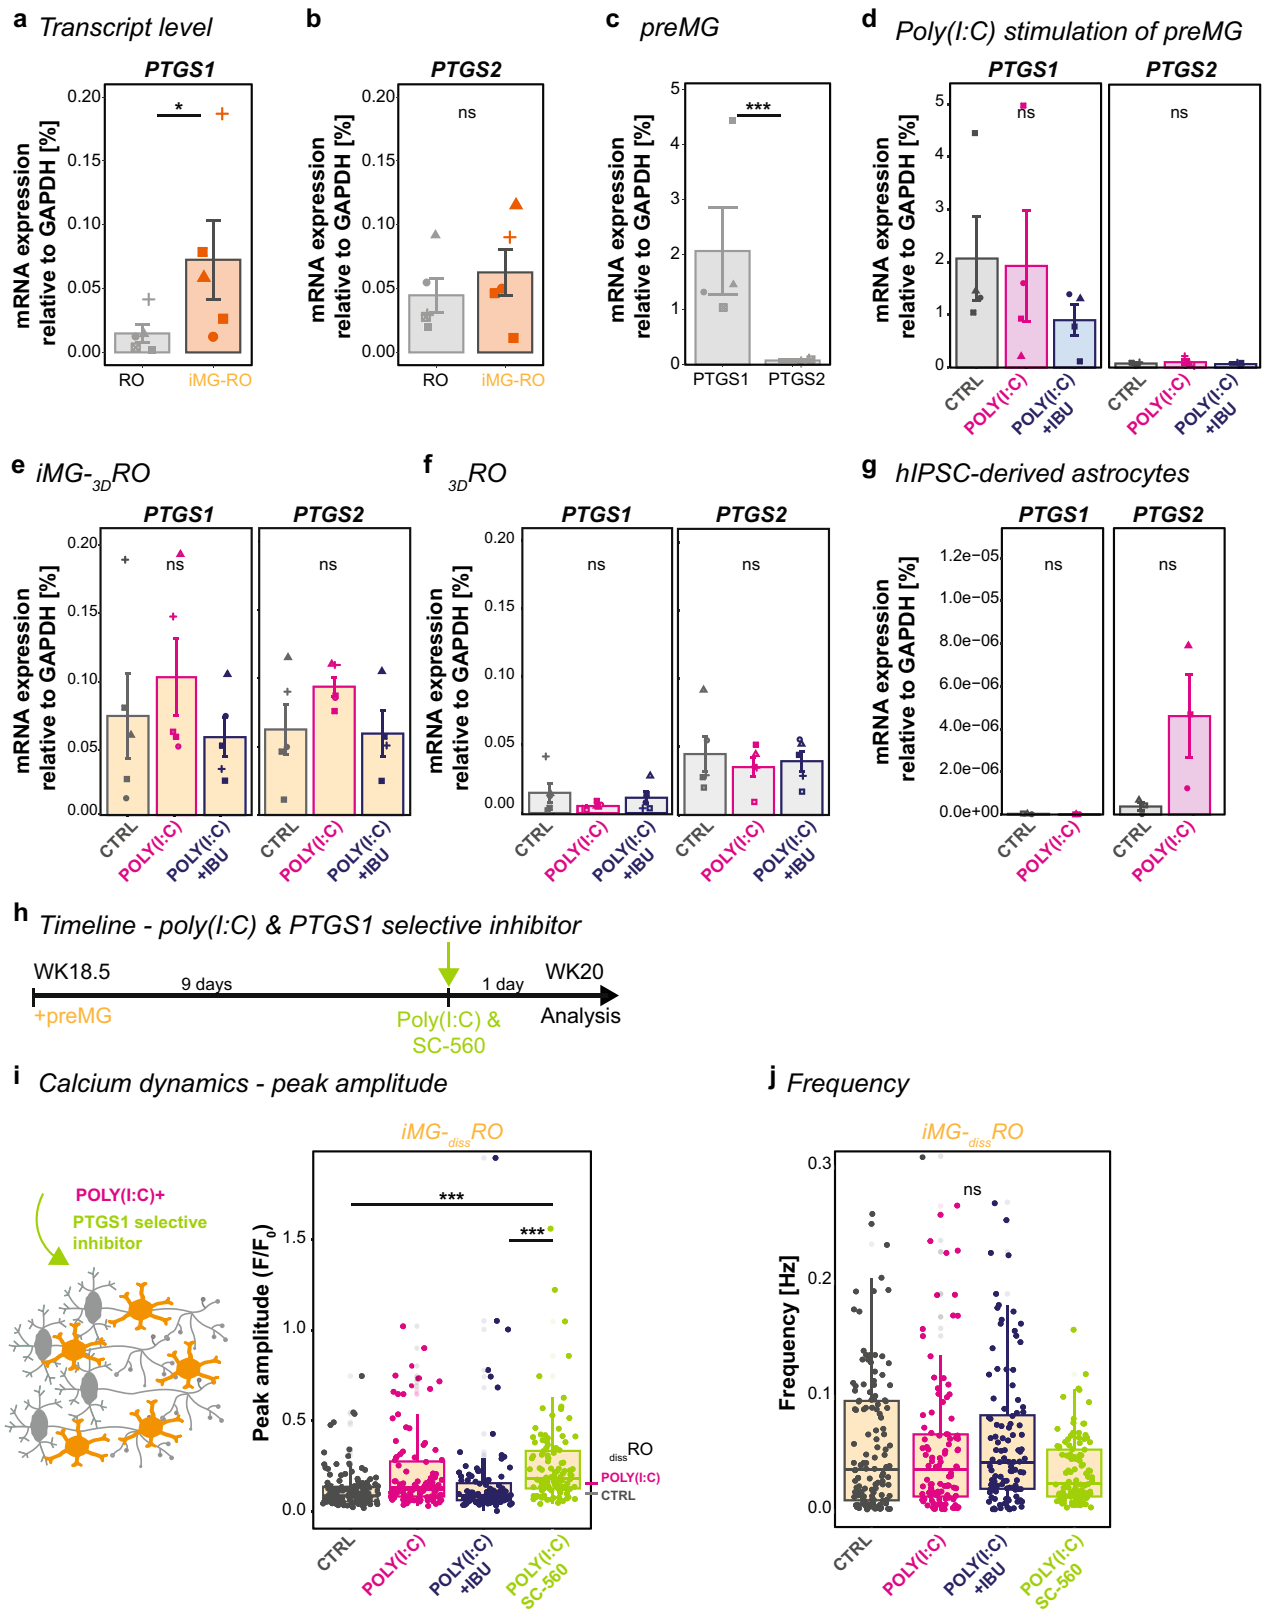 a Transcript level
PTGS1
mRNA expression
relative to GAPDH [%]
0.20
0.15
0.10
0.05
0.00
*
RO
iMG-RO
b
PTGS2
mRNA expression
relative to GAPDH [%]
0.20
0.15
0.10
0.05
0.00
ns
RO
iMG-RO
c preMG
mRNA expression
relative to GAPDH [%]
5
4
3
2
1
0
***
PTGS1
PTGS2
d Poly(I:C) stimulation of preMG
PTGS1
PTGS2
mRNA expression
relative to GAPDH [%]
5
4
3
2
1
0
ns
ns
CTRL
POLY(I:C)
POLY(I:C)
+IBU
CTRL
POLY(I:C)
POLY(I:C)
+IBU
e iMG-3DRO
PTGS1
PTGS2
mRNA expression
relative to GAPDH [%]
0.20
0.15
0.10
0.05
0.00
ns
ns
CTRL
POLY(I:C)
POLY(I:C)
+IBU
CTRL
POLY(I:C)
POLY(I:C)
+IBU
f 3DRO
PTGS1
PTGS2
mRNA expression
relative to GAPDH [%]
0.20
0.15
0.10
0.05
0.00
ns
ns
CTRL
POLY(I:C)
POLY(I:C)
+IBU
CTRL
POLY(I:C)
POLY(I:C)
+IBU
g hIPSC-derived astrocytes
PTGS1
PTGS2
mRNA expression
relative to GAPDH [%]
1.2e-05
1.0e-05
8.0e-06
6.0e-06
4.0e-06
2.0e-06
0.0e+00
ns
ns
CTRL
POLY(I:C)
CTRL
POLY(I:C)
h Timeline - poly(I:C) & PTGS1 selective inhibitor
WK18.5
9 days
1 day
WK20
+preMG
Poly(I:C) &
SC-560
Analysis
i Calcium dynamics - peak amplitude
POLY(I:C)+
PTGS1 selective
inhibitor
iMG-dissRO
Peak amplitude (F/F0)
1.5
1.0
0.5
0.0
***
***
dissRO
POLY(I:C)
CTRL
CTRL
POLY(I:C)
POLY(I:C)
+IBU
POLY(I:C)
SC-560
j Frequency
iMG-dissRO
Frequency [Hz]
0.3
0.2
0.1
0.0
ns
CTRL
POLY(I:C)
POLY(I:C)
+IBU
POLY(I:C)
SC-560